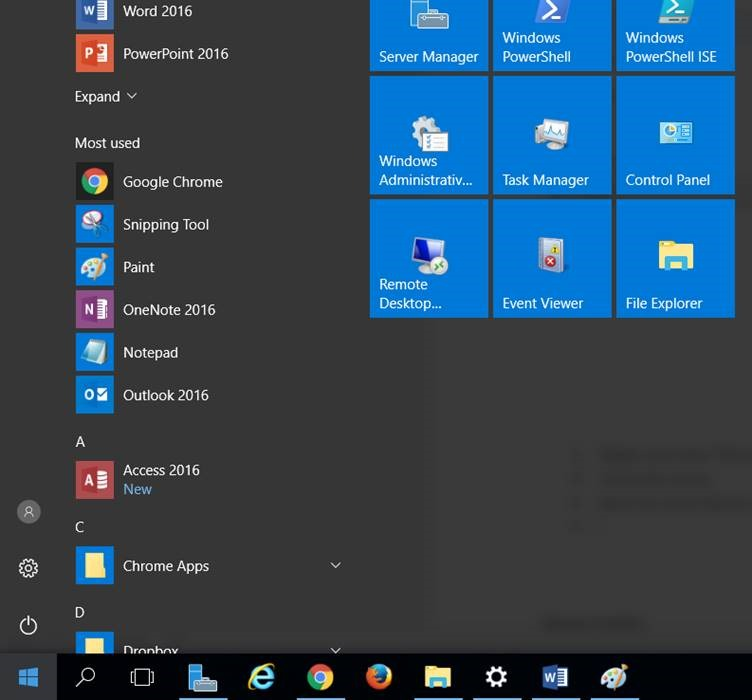 Word 2016
PowerPoint 2016
Expand
Most used
Google Chrome
Snipping Tool
Paint
OneNote 2016
Notepad
Outlook 2016
A
Access 2016
New
C
Chrome Apps
D
Dropbox
Server Manager
Windows
PowerShell
Windows
PowerShell ISE
Windows
Administrativ...
Task Manager
Control Panel
Remote
Desktop...
Event Viewer
File Explorer